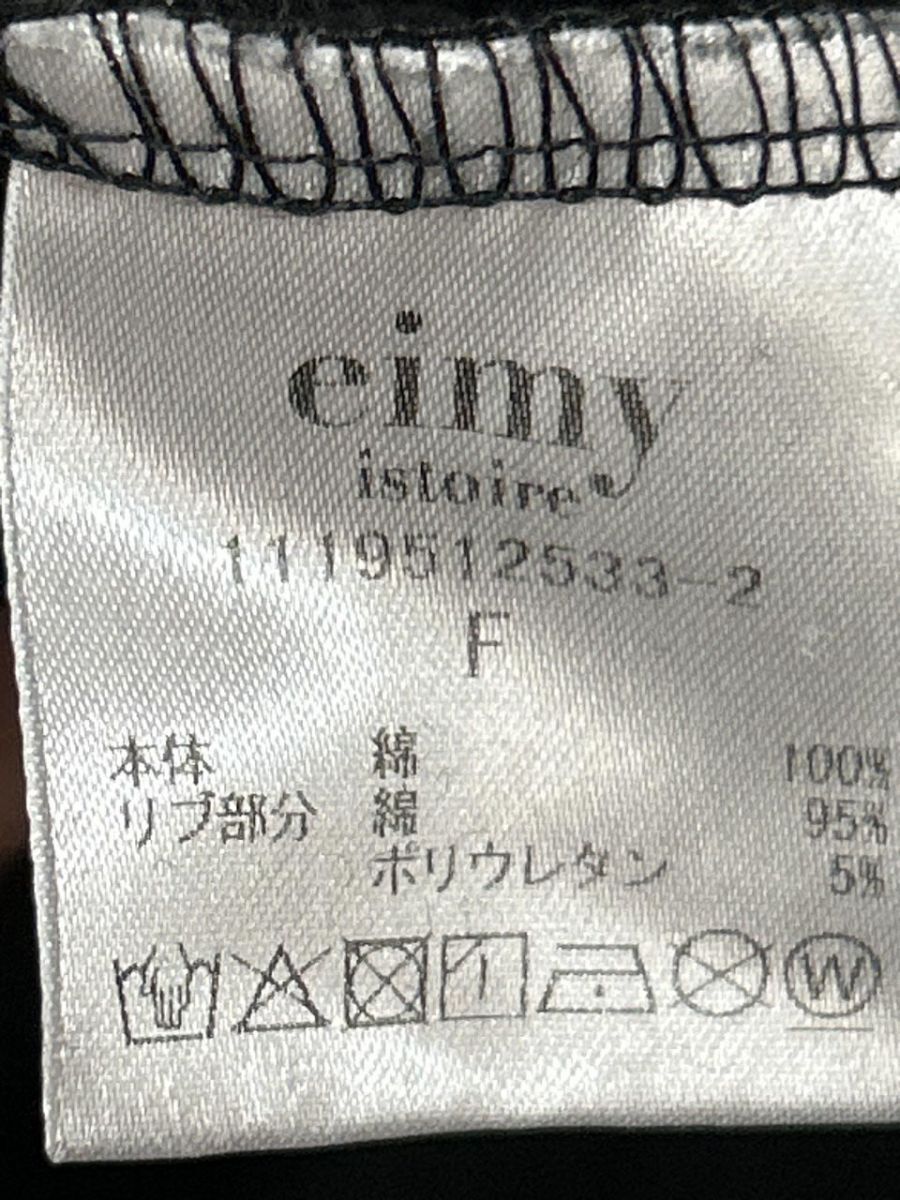 eimy
istoire
1119512533-2
F
本体 綿 100%
リブ部分 綿 95%
ポリウレタン 5%
W